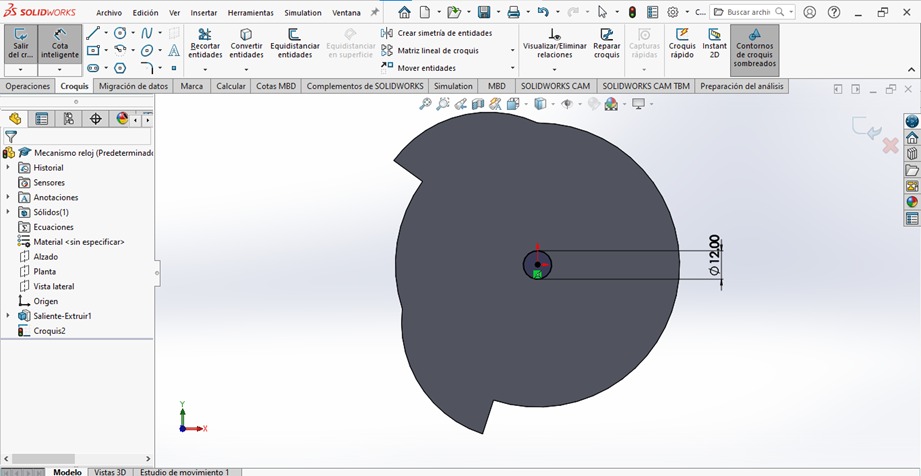 SOLIDWORKS Archivo Edición Ver Insertar Herramientas Simulation Ventana C... Buscar archiv
Salir del cr... Cota inteligente Recortar entidades Convertir entidades Equidistanciar entidades Equidistanciar en superficie Crear simetría de entidades Matriz lineal de croquis Mover entidades Visualizar/Eliminar relaciones Reparar croquis Capturas rápidas Croquis rápido Instant 2D Contornos de croquis sombreados
Operaciones Croquis Migración de datos Marca Calcular Cotas MBD Complementos de SOLIDWORKS Simulation MBD SOLIDWORKS CAM SOLIDWORKS CAM TBM Preparación del análisis
Mecanismo reloj (Predeterminado
Historial
Sensores
Anotaciones
Sólidos(1)
Ecuaciones
Material <sin especificar>
Alzado
Planta
Vista lateral
Origen
Saliente-Extruir1
Croquis2
∅12.00
Y
X
Modelo Vistas 3D Estudio de movimiento 1